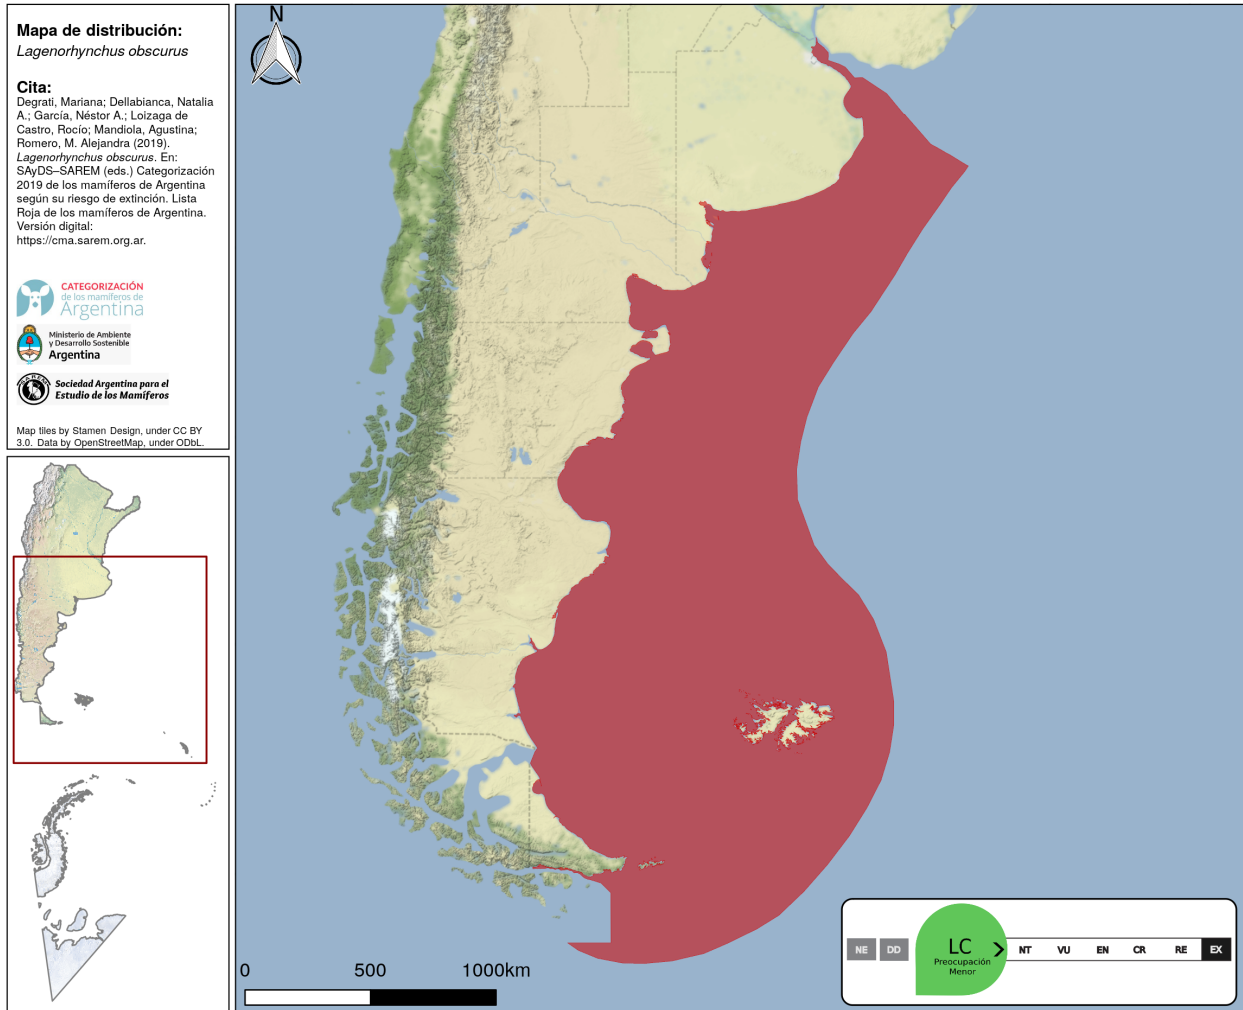 Mapa de distribución:
Lagenorhynchus obscurus
Cita:
Degrati, Mariana; Dellabianca, Natalia
A.; García, Néstor A.; Loizaga de
Castro, Rocío; Mandiola, Agustina;
Romero, M. Alejandra (2019).
Lagenorhynchus obscurus. En:
SAyDS–SAREM (eds.) Categorización
2019 de los mamíferos de Argentina
según su riesgo de extinción. Lista
Roja de los mamíferos de Argentina.
Versión digital:
https://cma.sarem.org.ar.
CATEGORIZACIÓN
de los mamíferos de
Argentina
Ministerio de Ambiente
y Desarrollo Sostenible
Argentina
SAREM
Sociedad Argentina para el
Estudio de los Mamíferos
Map tiles by Stamen Design, under CC BY
3.0. Data by OpenStreetMap, under ODbL.
N
0 500 1000km
NE DD LC NT VU EN CR RE EX
Preocupación
Menor